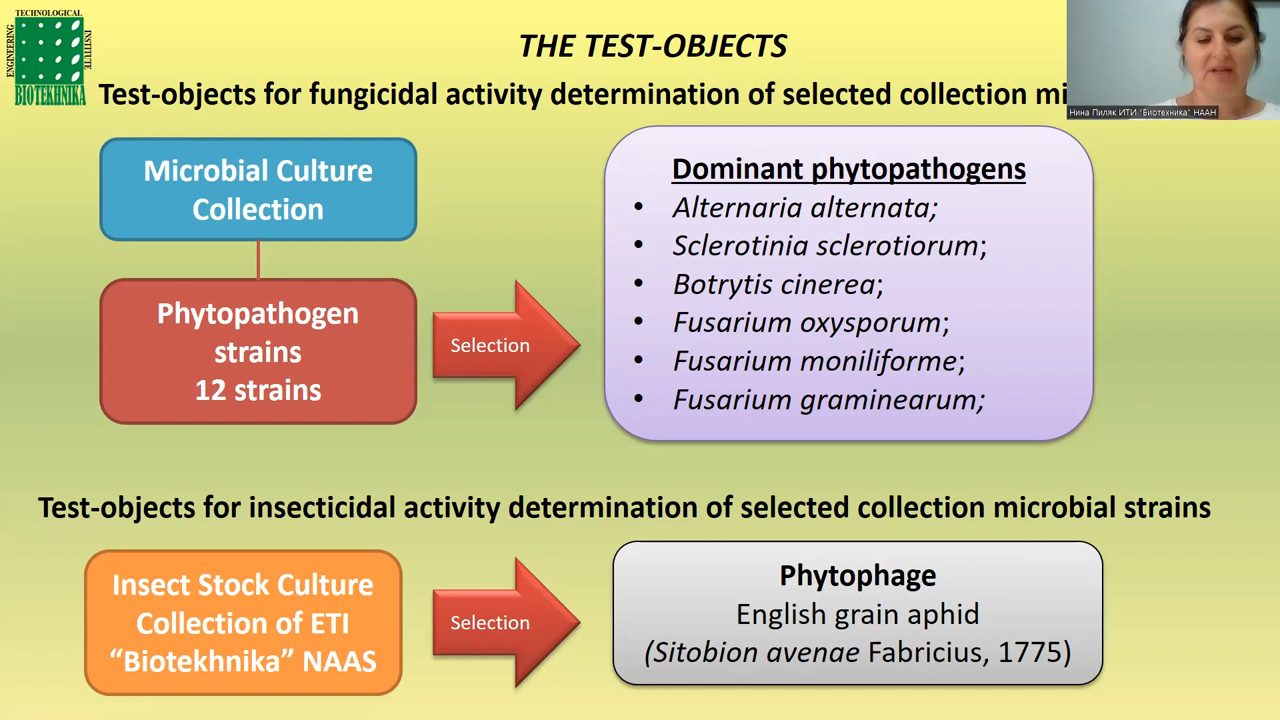 TECHNOLOGICAL
ENGINEERING
INSTITUTE
BIOTEKHNIKA
THE TEST-OBJECTS
Test-objects for fungicidal activity determination of selected collection
Нина Пиляк ИТИ "Биотехника" НААН
Microbial Culture
Collection
Phytopathogen
strains
12 strains
Selection
Dominant phytopathogens
• Alternaria alternata;
• Sclerotinia sclerotiorum;
• Botrytis cinerea;
• Fusarium oxysporum;
• Fusarium moniliforme;
• Fusarium graminearum;
Test-objects for insecticidal activity determination of selected collection microbial strains
Insect Stock Culture
Collection of ETI
“Biotekhnika” NAAS
Selection
Phytophage
English grain aphid
(Sitobion avenae Fabricius, 1775)